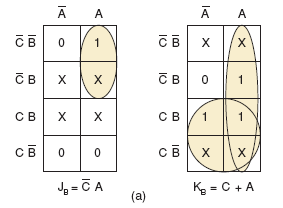 A̅ A A̅ A
C̅ B̅ 0 1 C̅ B̅ X X
C̅ B X X C̅ B 0 1
C B X X C B 1 1
C B̅ 0 0 C B̅ X X
J_B = C̅ A K_B = C + A
(a)